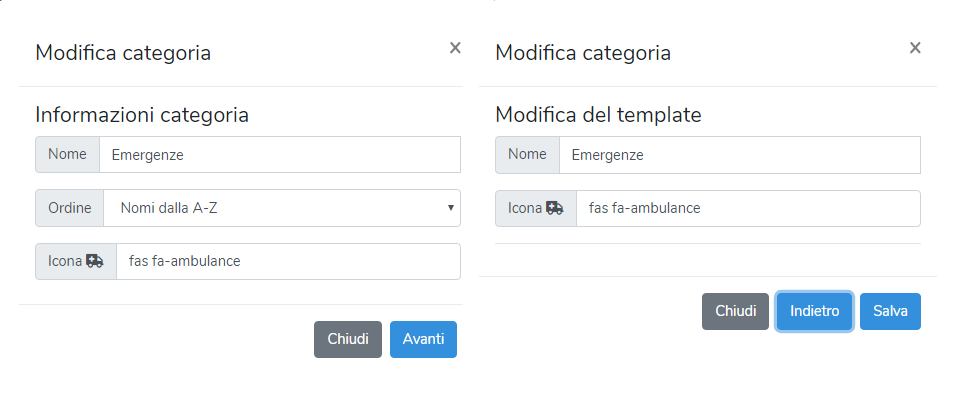 Modifica categoria ×
Informazioni categoria
Nome Emergenze
Ordine Nomi dalla A-Z
Icona fas fa-ambulance
Chiudi Avanti
Modifica categoria ×
Modifica del template
Nome Emergenze
Icona fas fa-ambulance
Chiudi Indietro Salva